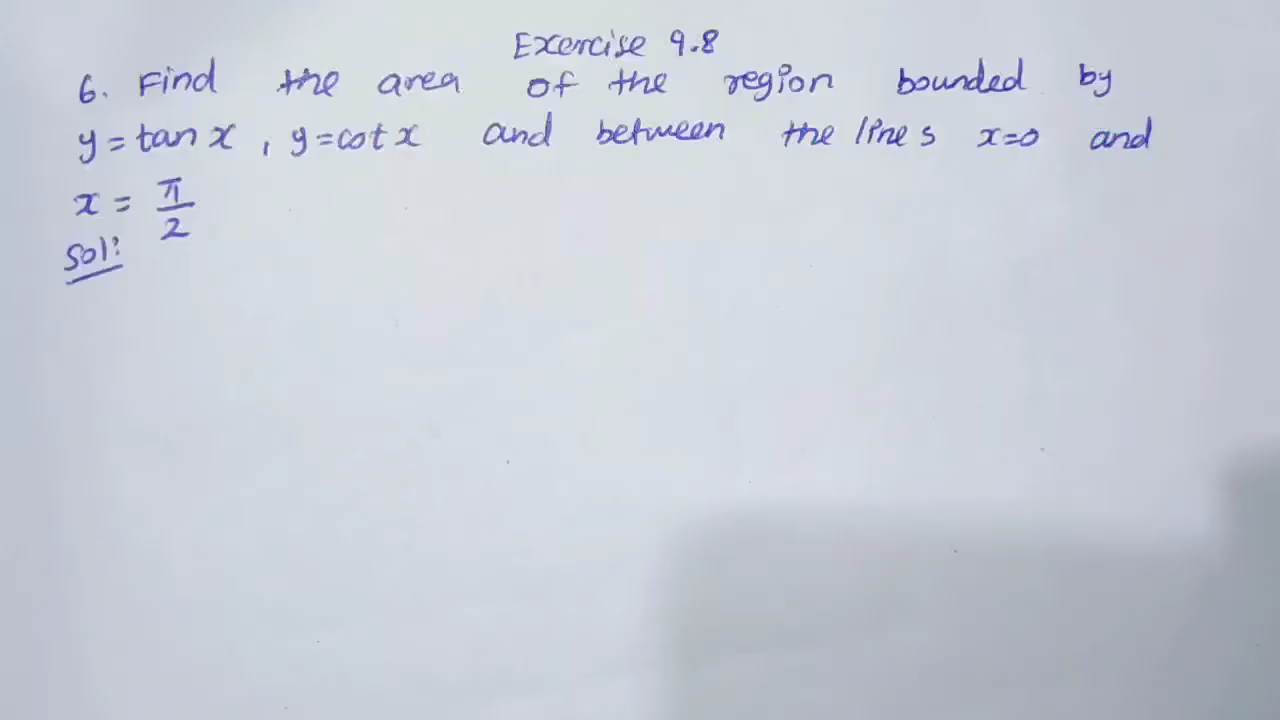 Exercise 9.8
6. Find the area of the region bounded by
y = tan x , y = cot x and between the lines x=0 and
x = π/2
Sol: